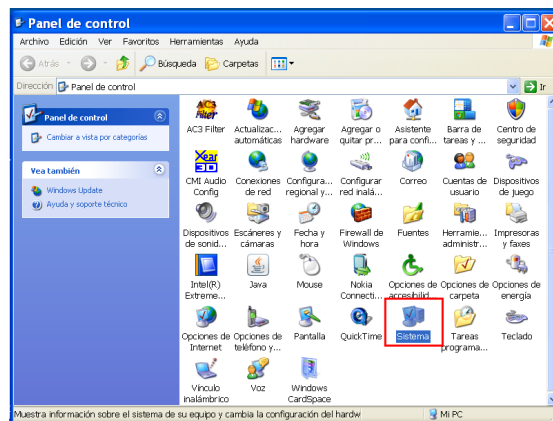 Panel de control
Archivo Edición Ver Favoritos Herramientas Ayuda
Atrás Búsqueda Carpetas
Dirección Panel de control Ir
Panel de control
Cambiar a vista por categorías
Vea también
Windows Update
Ayuda y soporte técnico
AC3 Filter
Actualizac... automáticas
Agregar hardware
Agregar o quitar pr...
Asistente para confi...
Barra de tareas y ...
Centro de seguridad
CMI Audio Config
Conexiones de red
Configura... regional y...
Configurar red inalá...
Correo
Cuentas de usuario
Dispositivos de juego
Dispositivos de sonid...
Escáneres y cámaras
Fecha y hora
Firewall de Windows
Fuentes
Herramie... administr...
Impresoras y faxes
Intel(R) Extreme...
Java
Mouse
Nokia Connecti...
Opciones de accesibilid...
Opciones de carpeta
Opciones de energía
Opciones de Internet
Opciones de teléfono y...
Pantalla
QuickTime
Sistema
Tareas programa...
Teclado
Vínculo inalámbrico
Voz
Windows CardSpace
Muestra información sobre el sistema de su equipo y cambia la configuración del hardw
Mi PC